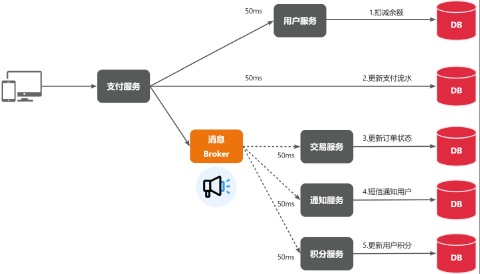 50ms
用户服务
1.扣减余额
DB
支付服务
50ms
2.更新支付流水
DB
消息
Broker
50ms
交易服务
3.更新订单状态
DB
50ms
通知服务
4.短信通知用户
DB
50ms
积分服务
5.更新用户积分
DB